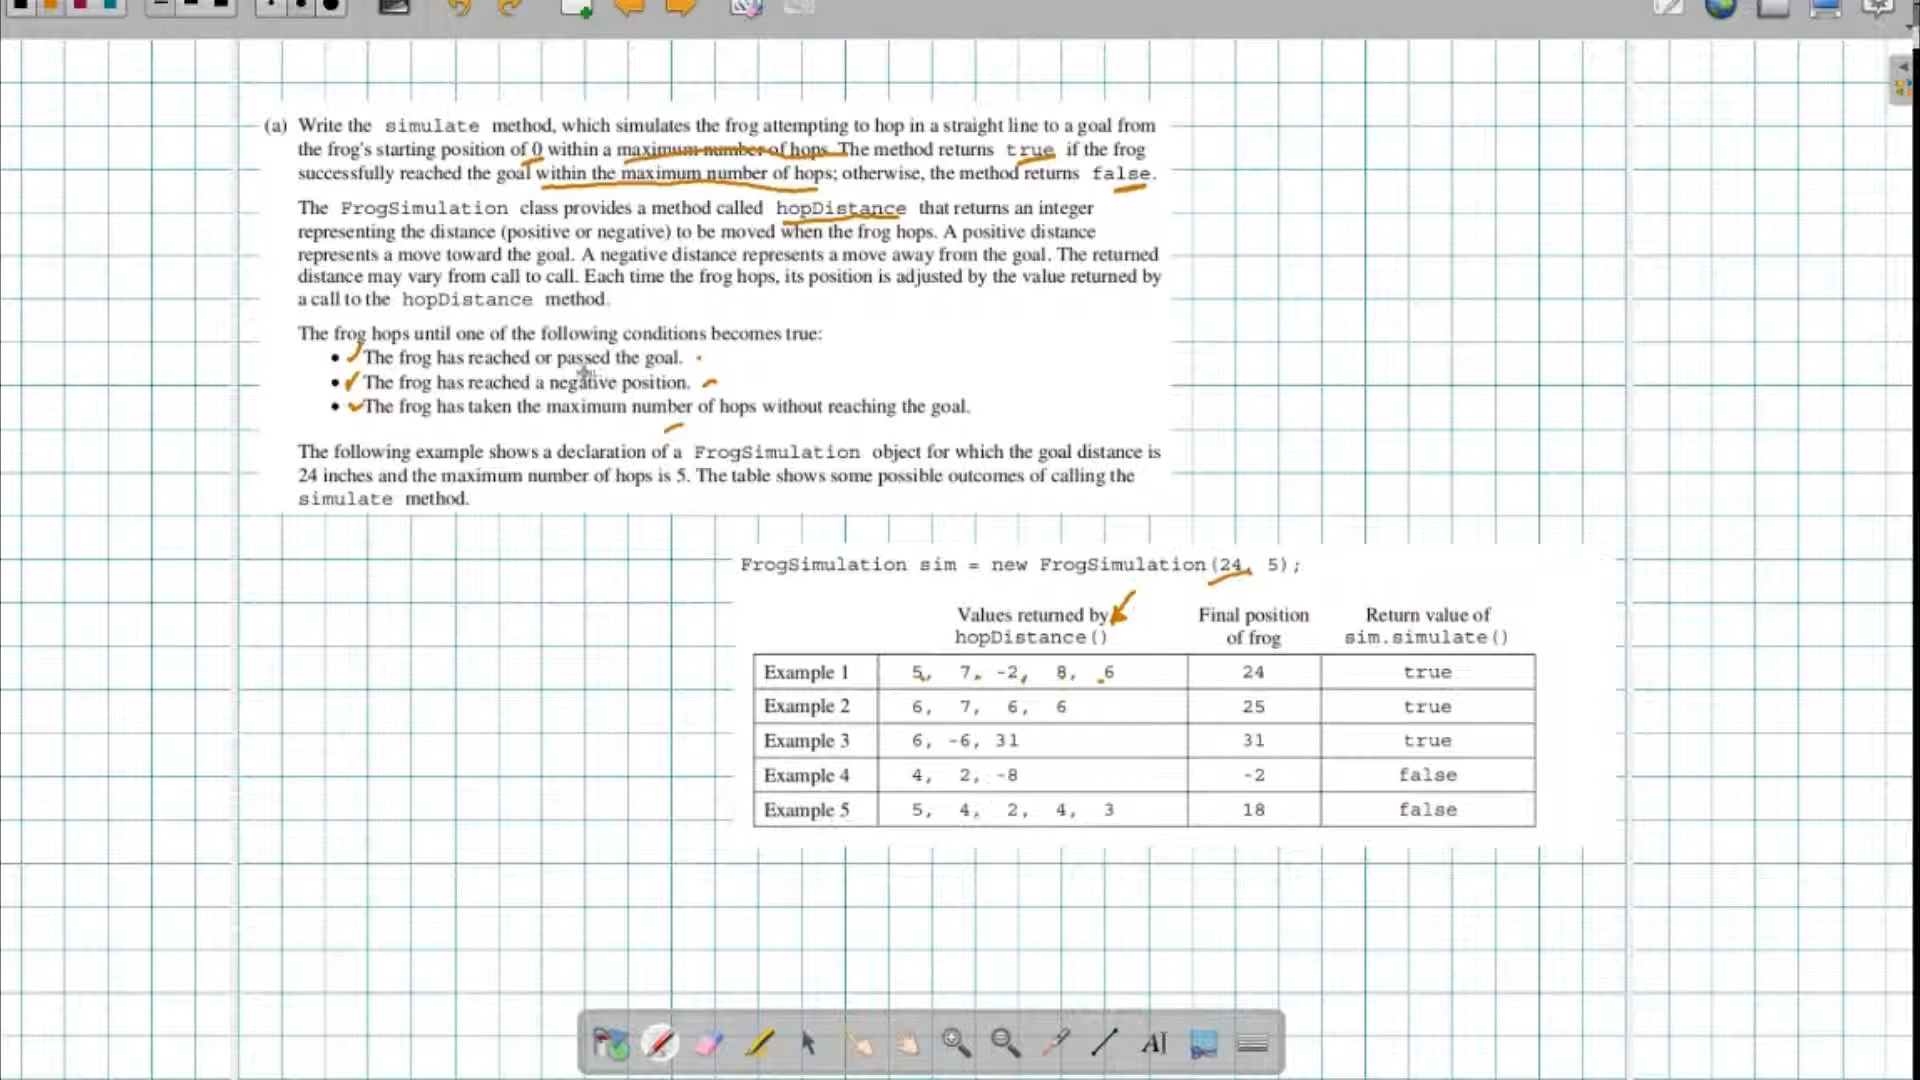 (a) Write the simulate method, which simulates the frog attempting to hop in a straight line to a goal from
the frog's starting position of 0 within a maximum number of hops. The method returns true if the frog
successfully reached the goal within the maximum number of hops; otherwise, the method returns false.
The FrogSimulation class provides a method called hopDistance that returns an integer
representing the distance (positive or negative) to be moved when the frog hops. A positive distance
represents a move toward the goal. A negative distance represents a move away from the goal. The returned
distance may vary from call to call. Each time the frog hops, its position is adjusted by the value returned by
a call to the hopDistance method.
The frog hops until one of the following conditions becomes true:
• The frog has reached or passed the goal.
• The frog has reached a negative position.
• The frog has taken the maximum number of hops without reaching the goal.
The following example shows a declaration of a FrogSimulation object for which the goal distance is
24 inches and the maximum number of hops is 5. The table shows some possible outcomes of calling the
simulate method.
FrogSimulation sim = new FrogSimulation(24, 5);
Values returned by Final position Return value of
hopDistance() of frog sim.simulate()
Example 1 5, 7, -2, 8, 6 24 true
Example 2 6, 7, 6, 6 25 true
Example 3 6, -6, 31 31 true
Example 4 4, 2, -8 -2 false
Example 5 5, 4, 2, 4, 3 18 false
AI